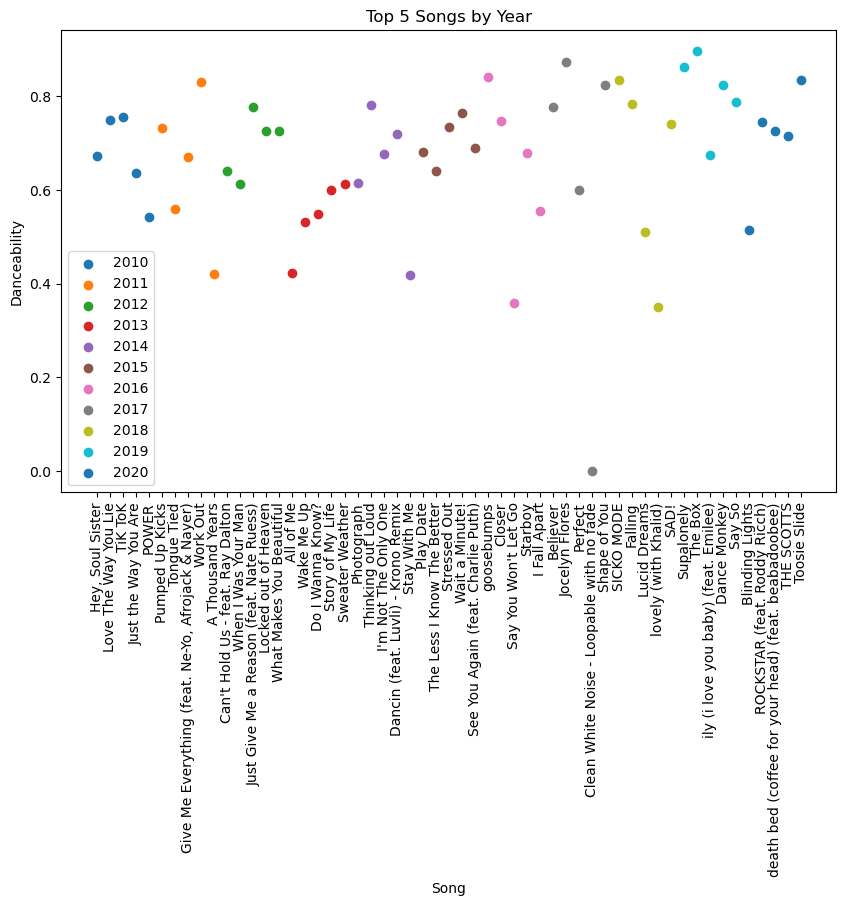 Top 5 Songs by Year
Danceability
0.8
0.6
0.4
0.2
0.0
2010
2011
2012
2013
2014
2015
2016
2017
2018
2019
2020
Hey, Soul Sister
Love The Way You Lie
TiK ToK
Just the Way You Are
POWER
Pumped Up Kicks
Tongue Tied
Give Me Everything (feat. Ne-Yo, Afrojack & Nayer)
Work Out
A Thousand Years
Can't Hold Us - feat. Ray Dalton
When I Was Your Man
Just Give Me a Reason (feat. Nate Ruess)
Locked out of Heaven
What Makes You Beautiful
All of Me
Wake Me Up
Do I Wanna Know?
Story of My Life
Sweater Weather
Photograph
Thinking out Loud
I'm Not The Only One
Dancin (feat. Luvli) - Krono Remix
Stay With Me
Play Date
The Less I Know The Better
Stressed Out
Wait a Minute!
See You Again (feat. Charlie Puth)
goosebumps
Closer
Say You Won't Let Go
Starboy
I Fall Apart
Believer
Jocelyn Flores
Perfect
Clean White Noise - Loopable with no fade
Shape of You
SICKO MODE
Falling
Lucid Dreams
lovely (with Khalid)
SAD!
Supalonely
The Box
ily (i love you baby) (feat. Emilee)
Dance Monkey
Say So
Blinding Lights
ROCKSTAR (feat. Roddy Ricch)
death bed (coffee for your head) (feat. beabadoobee)
THE SCOTTS
Toosie Slide
Song